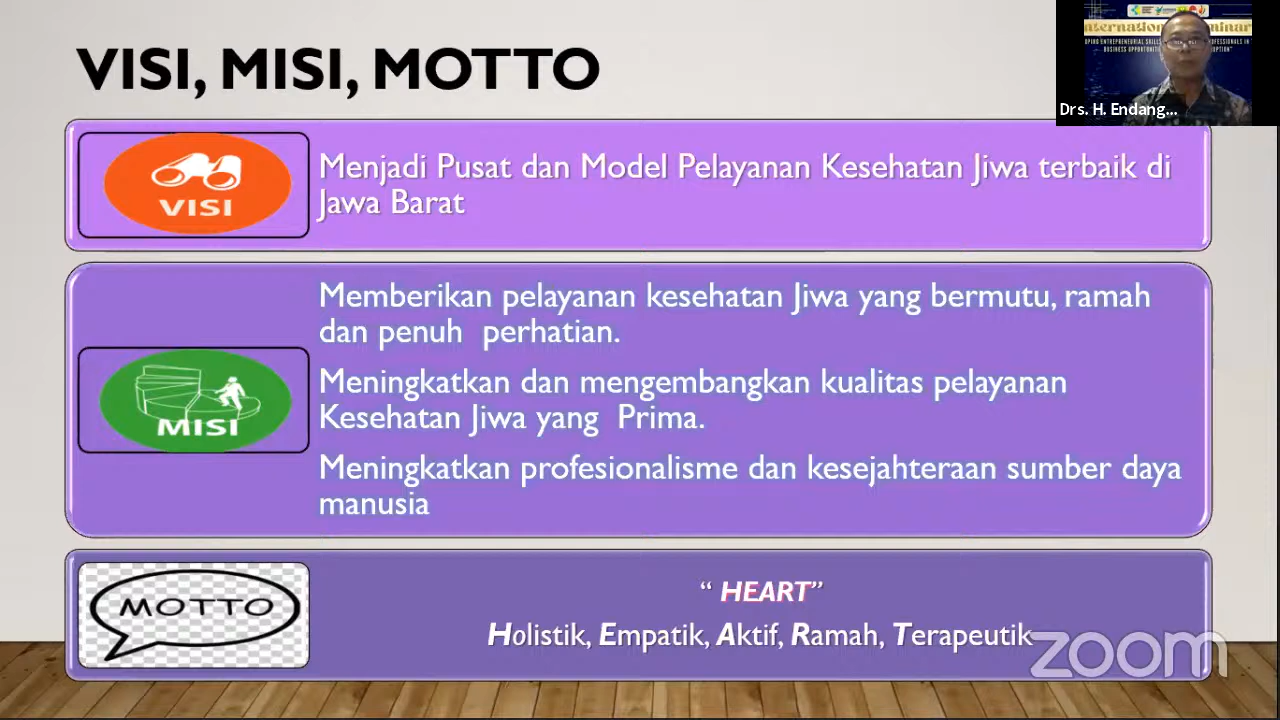 VISI, MISI, MOTTO
VISI
Menjadi Pusat dan Model Pelayanan Kesehatan Jiwa terbaik di
Jawa Barat
MISI
Memberikan pelayanan kesehatan Jiwa yang bermutu, ramah
dan penuh perhatian.
Meningkatkan dan mengembangkan kualitas pelayanan
Kesehatan Jiwa yang Prima.
Meningkatkan profesionalisme dan kesejahteraan sumber daya
manusia
MOTTO
“ HEART”
Holistik, Empatik, Aktif, Ramah, Terapeutik
zoom
Drs. H. Endang...
BUSINESS